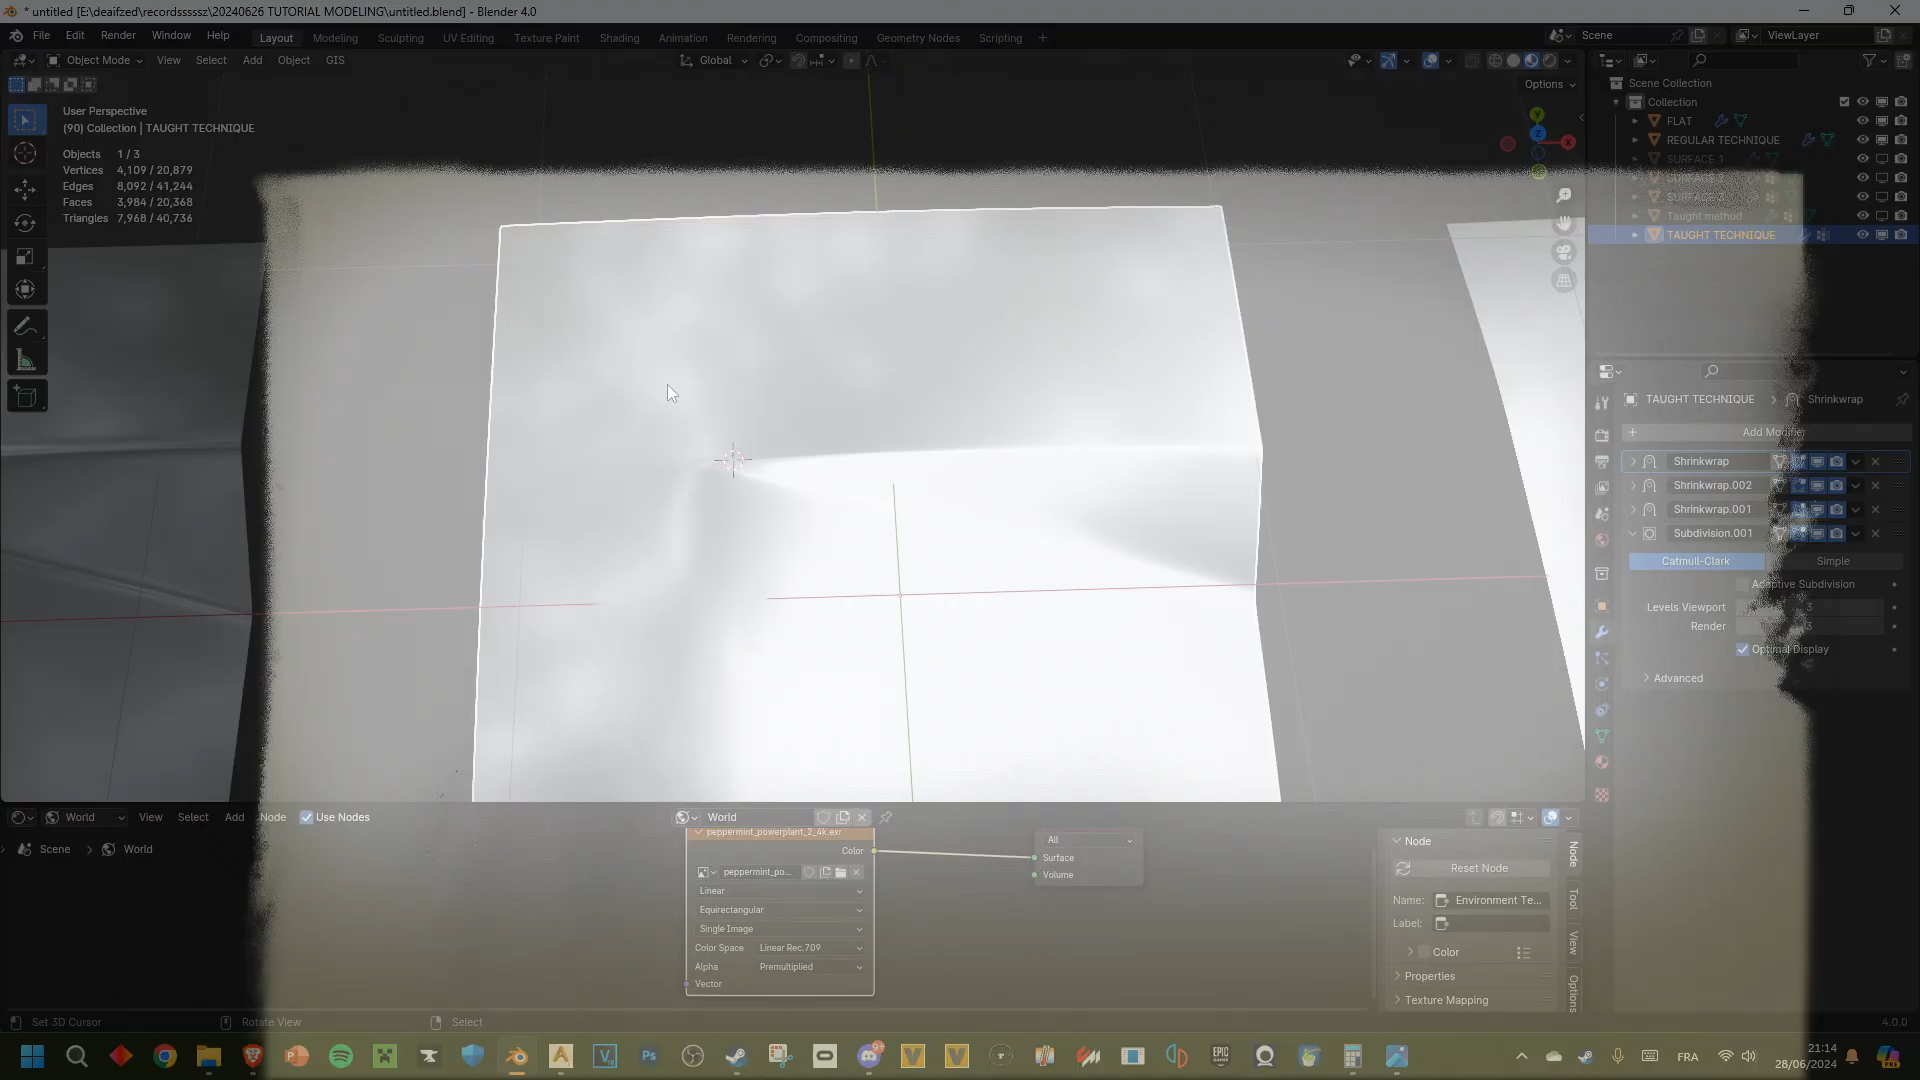 * untitled [E:\deaifzed\recordsssssz\20240626 TUTORIAL MODELING\untitled.blend] - Blender 4.0
File Edit Render Window Help Layout Modeling Sculpting UV Editing Texture Paint Shading Animation Rendering Compositing Geometry Nodes Scripting + Scene ViewLayer
Object Mode View Select Add Object GIS Global
Options
User Perspective
(90) Collection | TAUGHT TECHNIQUE
Objects 1 / 3
Vertices 4,109 / 20,879
Edges 8,092 / 41,244
Faces 3,984 / 20,368
Triangles 7,968 / 40,736
Y
Z
X
Scene Collection
Collection
FLAT
REGULAR TECHNIQUE
SURFACE 1
Taught method
TAUGHT TECHNIQUE
TAUGHT TECHNIQUE > Shrinkwrap
+ Add Modifier
Shrinkwrap
Shrinkwrap.002
Shrinkwrap.001
Subdivision.001
Catmull-Clark Simple
Adaptive Subdivision
Levels Viewport 3
Render 3
Optimal Display
Advanced
World View Select Add Node Use Nodes World
Scene > World
peppermint_powerplant_2_4k.exr
Color
peppermint_po...
Linear
Equirectangular
Single Image
Color Space Linear Rec.709
Alpha Premultiplied
Vector
All
Surface
Volume
Node
Reset Node
Name: Environment Te...
Label:
Color
Properties
Texture Mapping
Node
Tool
View
Options
Set 3D Cursor Rotate View Select 4.0.0
FRA
21:14
28/06/2024